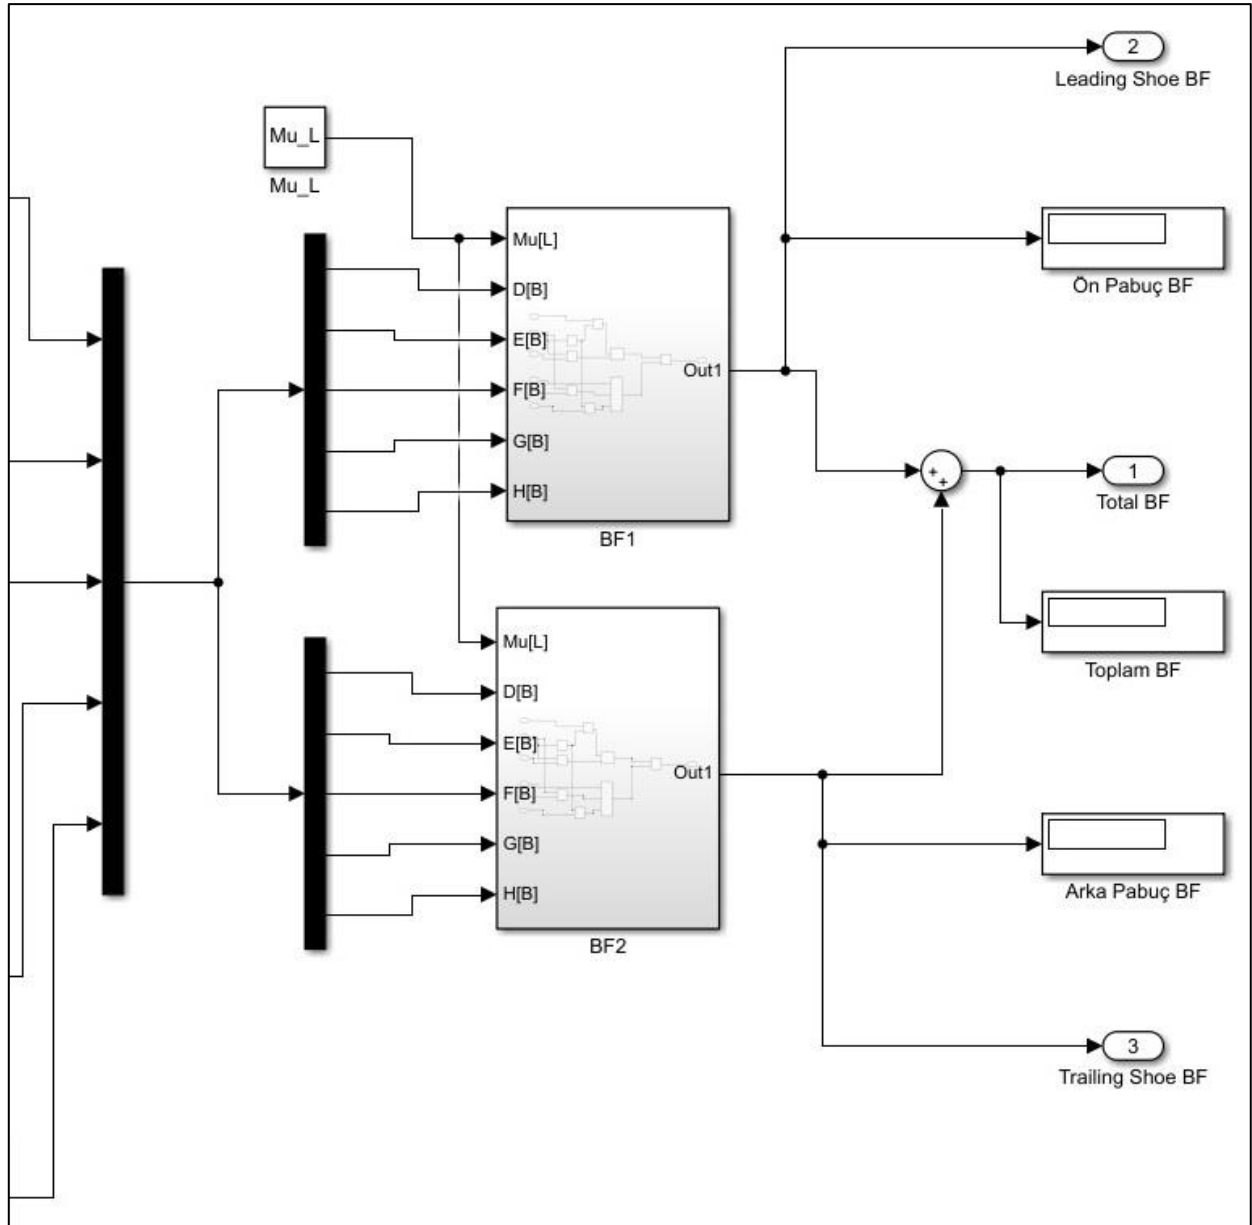 2
Leading Shoe BF
Mu_L
Mu_L
Mu[L]
D[B]
E[B]
F[B]
G[B]
H[B]
Out1
BF1
Ön Pabuç BF
+
+
1
Total BF
Toplam BF
Mu[L]
D[B]
E[B]
F[B]
G[B]
H[B]
Out1
BF2
Arka Pabuç BF
3
Trailing Shoe BF